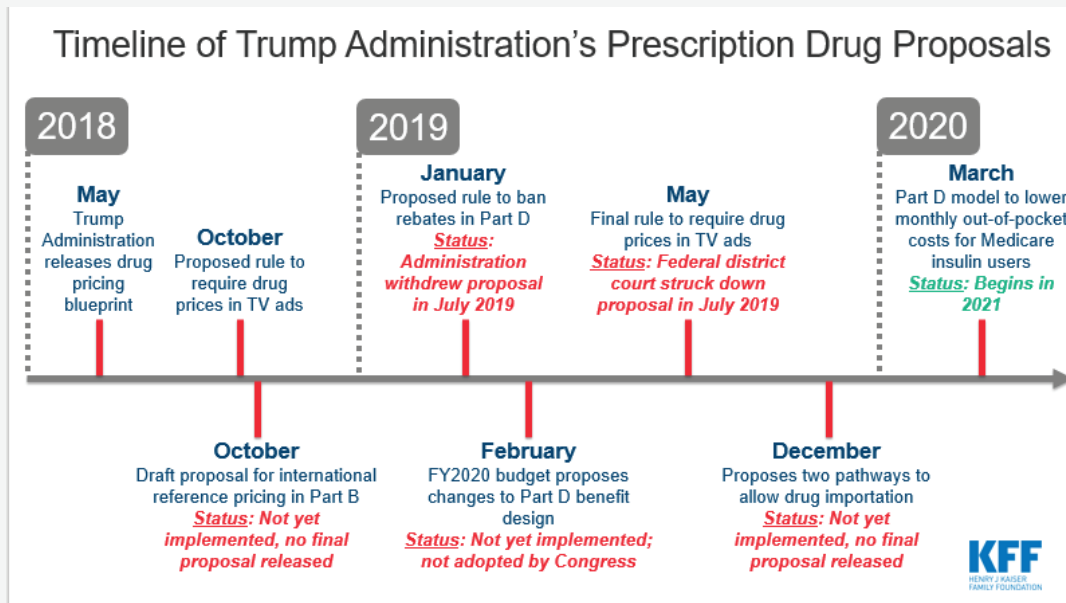 Timeline of Trump Administration's Prescription Drug Proposals
2018
May
Trump
Administration
releases drug
pricing
blueprint
October
Proposed rule to
require drug
prices in TV ads
October
Draft proposal for international
reference pricing in Part B
Status: Not yet
implemented, no final
proposal released
2019
January
Proposed rule to ban
rebates in Part D
Status:
Administration
withdrew proposal
in July 2019
February
FY2020 budget proposes
changes to Part D benefit
design
Status: Not yet implemented;
not adopted by Congress
May
Final rule to require drug
prices in TV ads
Status: Federal district
court struck down
proposal in July 2019
December
Proposes two pathways to
allow drug importation
Status: Not yet
implemented, no final
proposal released
2020
March
Part D model to lower
monthly out-of-pocket
costs for Medicare
insulin users
Status: Begins in
2021
KFF
HENRY J KAISER
FAMILY FOUNDATION